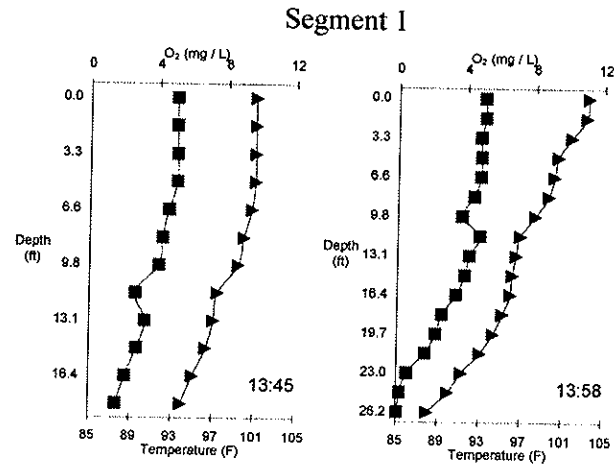 Segment 1
O₂ (mg / L)
0 4 8 12
0.0
3.3
6.6
Depth
(ft)
9.8
13.1
16.4
13:45
85 89 93 97 101 105
Temperature (F)
O₂ (mg / L)
0 4 8 12
0.0
3.3
6.6
9.8
Depth
(ft)
13.1
16.4
19.7
23.0
13:58
26.2
85 89 93 97 101 105
Temperature (F)